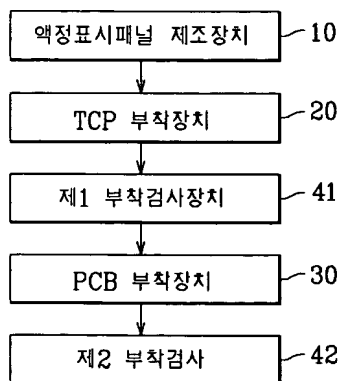 액정표시패널 제조장치 10
TCP 부착장치 20
제1 부착검사장치 41
PCB 부착장치 30
제2 부착검사 42